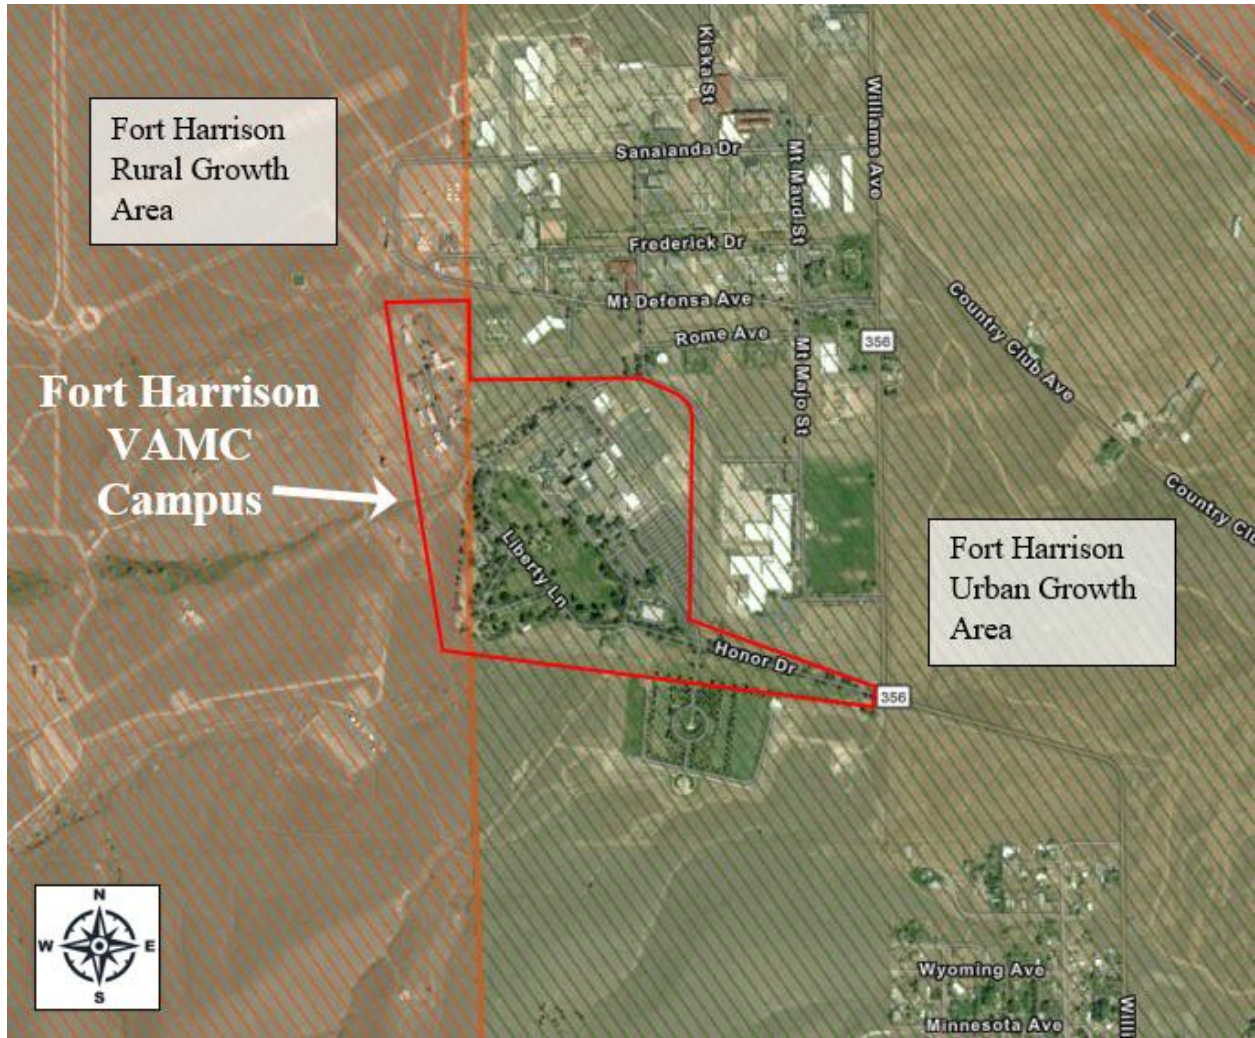 Kiska St
Williams Ave
Fort Harrison
Rural Growth
Area
Sanaianda Dr
Mt Maud St
Frederick Dr
Mt Defensa Ave
Rome Ave
356
Country Club Ave
Mt Majo St
Fort Harrison
VAMC
Campus
Country Clu
Liberty Ln
Fort Harrison
Urban Growth
Area
Honor Dr
356
N
W
E
S
Wyoming Ave
Minnesota Ave
Willi